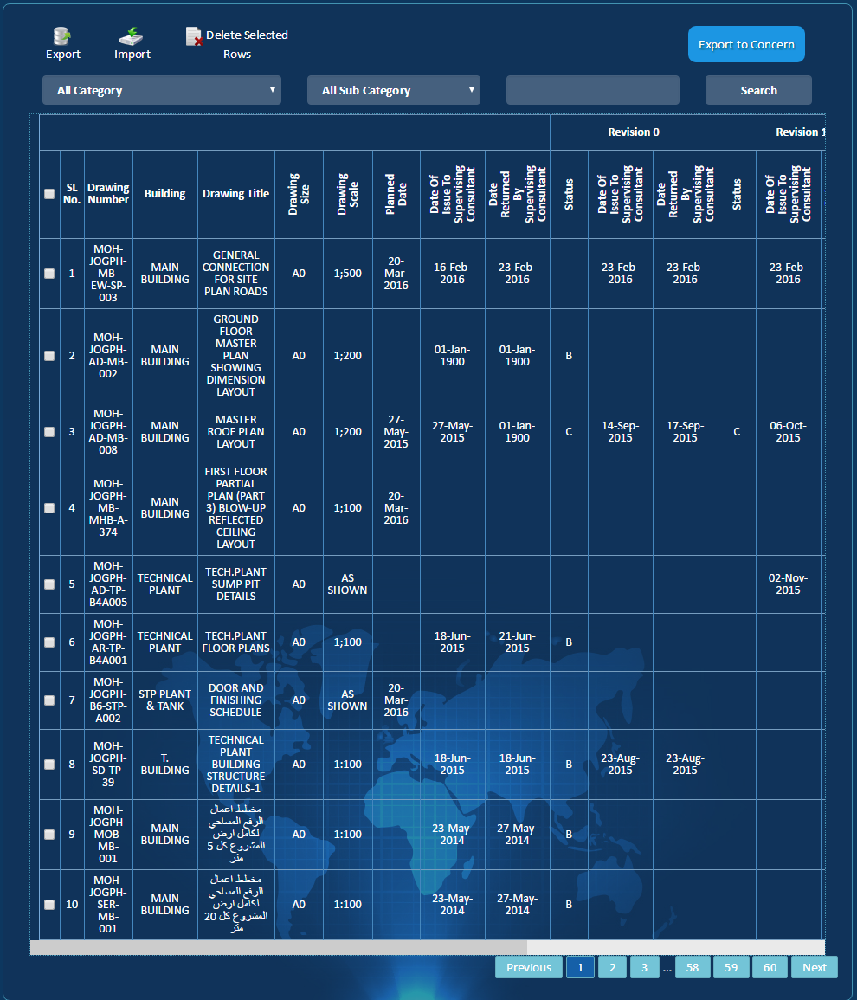 Export
Import
Delete Selected
Rows
Export to Concern
All Category
All Sub Category
Search
Revision 0
Revision 1
SL
No.
Drawing
Number
Building
Drawing Title
Drawing
Size
Drawing
Scale
Planned
Date
Date Of
Issue To
Supervising
Consultant
Date
Returned
By
Supervising
Consultant
Status
Date Of
Issue To
Supervising
Consultant
Date
Returned
By
Supervising
Consultant
Status
Date Of
Issue To
Supervising
Consultant
1
MOH-
JOGPH-
MB-
EW-SP-
003
MAIN
BUILDING
GENERAL
CONNECTION
FOR SITE
PLAN ROADS
A0
1;500
20-
Mar-
2016
16-Feb-
2016
23-Feb-
2016
23-Feb-
2016
23-Feb-
2016
23-Feb-
2016
2
MOH-
JOGPH-
AD-MB-
002
MAIN
BUILDING
GROUND
FLOOR
MASTER
PLAN
SHOWING
DIMENSION
LAYOUT
A0
1;200
01-Jan-
1900
01-Jan-
1900
B
3
MOH-
JOGPH-
AD-MB-
008
MAIN
BUILDING
MASTER
ROOF PLAN
LAYOUT
A0
1;200
27-
May-
2015
27-May-
2015
01-Jan-
1900
C
14-Sep-
2015
17-Sep-
2015
C
06-Oct-
2015
4
MOH-
JOGPH-
MB-
MHB-A-
374
MAIN
BUILDING
FIRST FLOOR
PARTIAL
PLAN (PART
3) BLOW-UP
REFLECTED
CEILING
LAYOUT
A0
1;100
20-
Mar-
2016
5
MOH-
JOGPH-
AD-TP-
B4A005
TECHNICAL
PLANT
TECH.PLANT
SUMP PIT
DETAILS
A0
AS
SHOWN
02-Nov-
2015
6
MOH-
JOGPH-
AR-TP-
B4A001
TECHNICAL
PLANT
TECH.PLANT
FLOOR PLANS
A0
1;100
18-Jun-
2015
21-Jun-
2015
B
7
MOH-
JOGPH-
B6-STP-
A002
STP PLANT
& TANK
DOOR AND
FINISHING
SCHEDULE
A0
AS
SHOWN
20-
Mar-
2016
8
MOH-
JOGPH-
SD-TP-
39
T.
BUILDING
TECHNICAL
PLANT
BUILDING
STRUCTURE
DETAILS-1
A0
1:100
18-Jun-
2015
18-Jun-
2015
B
23-Aug-
2015
23-Aug-
2015
9
MOH-
JOGPH-
MOB-
MB-
001
MAIN
BUILDING
مخطط اعمال
الرفع المساحي
لكامل ارض
المشروع كل 5
متر
A0
1:100
23-May-
2014
27-May-
2014
B
10
MOH-
JOGPH-
SER-
MB-
001
MAIN
BUILDING
مخطط اعمال
الرفع المساحي
لكامل ارض
المشروع كل 20
متر
A0
1:100
23-May-
2014
27-May-
2014
B
Previous 1 2 3 ... 58 59 60 Next